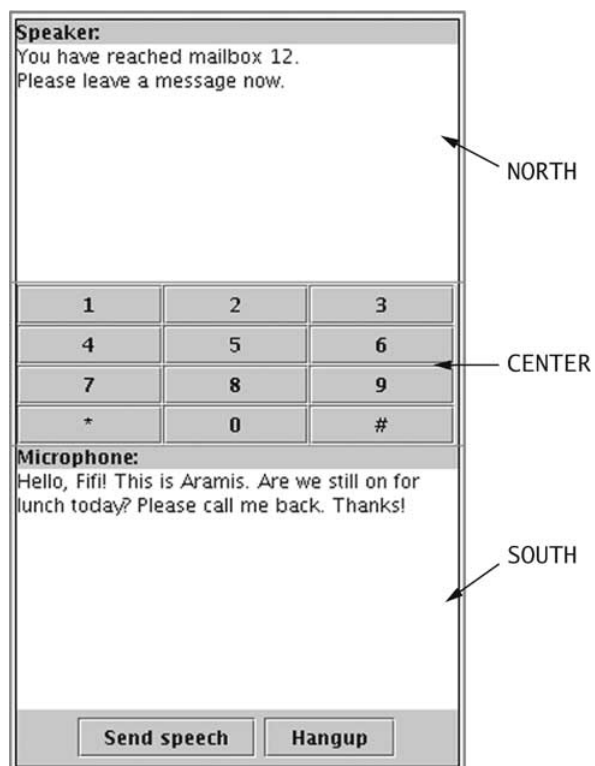 Speaker:
You have reached mailbox 12.
Please leave a message now.
NORTH
1 2 3
4 5 6
7 8 9
* 0 #
CENTER
Microphone:
Hello, Fifi! This is Aramis. Are we still on for
lunch today? Please call me back. Thanks!
SOUTH
Send speech Hangup